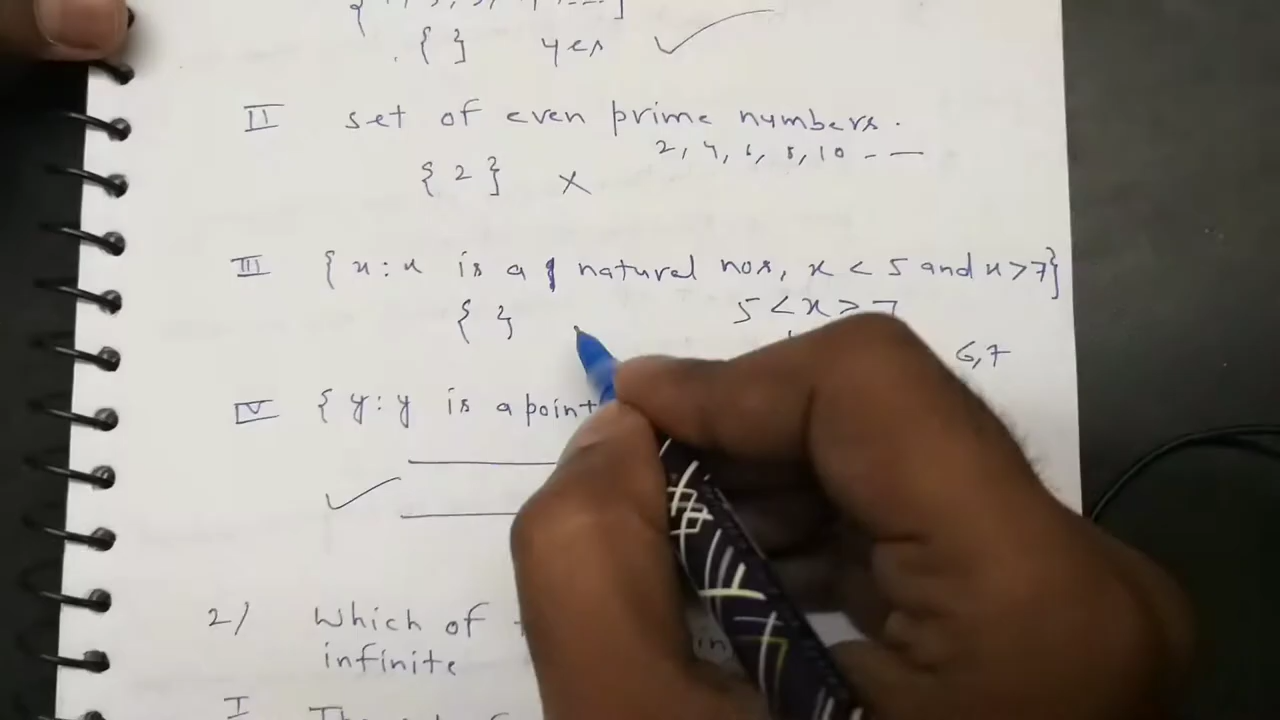 { } yes
II set of even prime numbers.
2, 4, 6, 8, 10 - —
{ 2 } ×
III { x : x is a natural nos, x < 5 and x > 7}
{ } 5 < x > 7
6,7
IV { y : y is a point
2) Which of
infinite
I